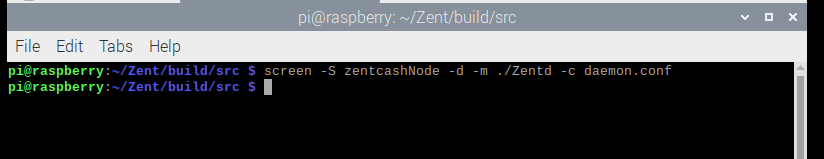 pi@raspberry: ~/Zent/build/src
File Edit Tabs Help
pi@raspberry:~/Zent/build/src $ screen -S zentcashNode -d -m ./Zentd -c daemon.conf
pi@raspberry:~/Zent/build/src $